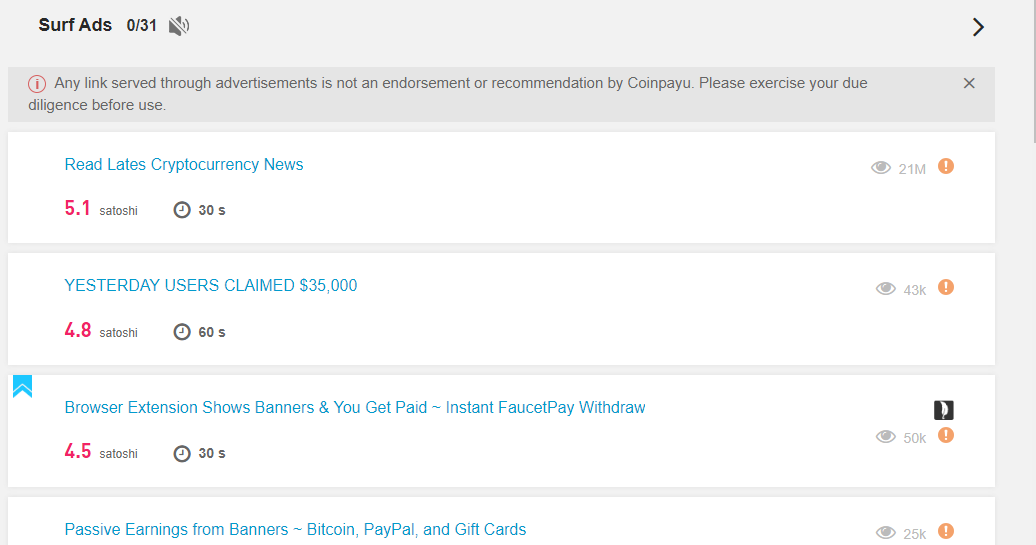 Surf Ads 0/31
Any link served through advertisements is not an endorsement or recommendation by Coinpayu. Please exercise your due
diligence before use.
Read Lates Cryptocurrency News
21M
5.1 satoshi 30 s
YESTERDAY USERS CLAIMED $35,000
43k
4.8 satoshi 60 s
Browser Extension Shows Banners & You Get Paid ~ Instant FaucetPay Withdraw
50k
4.5 satoshi 30 s
Passive Earnings from Banners ~ Bitcoin, PayPal, and Gift Cards
25k